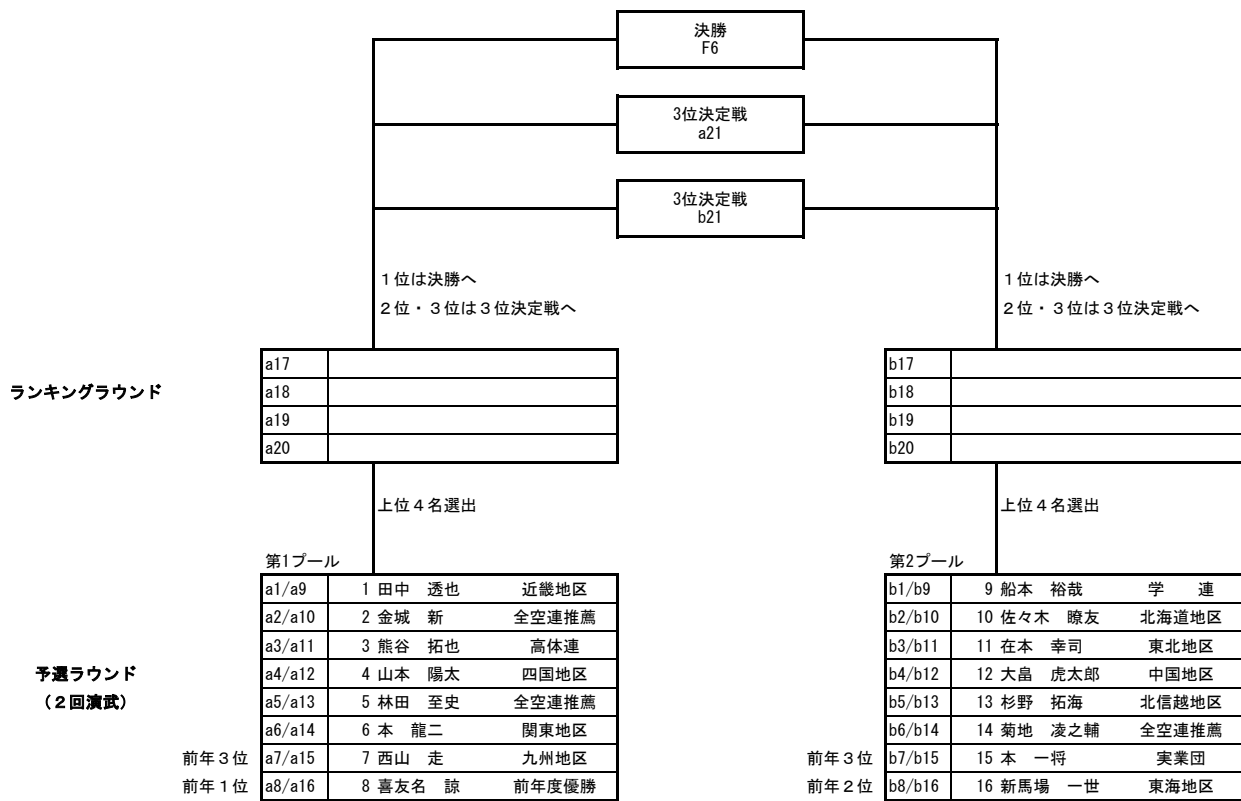 決勝
F6
3位決定戦
a21
3位決定戦
b21
1位は決勝へ
2位・3位は3位決定戦へ
1位は決勝へ
2位・3位は3位決定戦へ
ランキングラウンド
a17
a18
a19
a20
b17
b18
b19
b20
上位4名選出
上位4名選出
第1プール
第2プール
予選ラウンド
(2回演武)
a1/a9 1 田中 透也 近畿地区
a2/a10 2 金城 新 全空連推薦
a3/a11 3 熊谷 拓也 高体連
a4/a12 4 山本 陽太 四国地区
a5/a13 5 林田 至史 全空連推薦
a6/a14 6 本 龍二 関東地区
前年3位 a7/a15 7 西山 走 九州地区
前年1位 a8/a16 8 喜友名 諒 前年度優勝
b1/b9 9 船本 裕哉 学 連
b2/b10 10 佐々木 瞭友 北海道地区
b3/b11 11 在本 幸司 東北地区
b4/b12 12 大畠 虎太郎 中国地区
b5/b13 13 杉野 拓海 北信越地区
b6/b14 14 菊地 凌之輔 全空連推薦
前年3位 b7/b15 15 本 一将 実業団
前年2位 b8/b16 16 新馬場 一世 東海地区